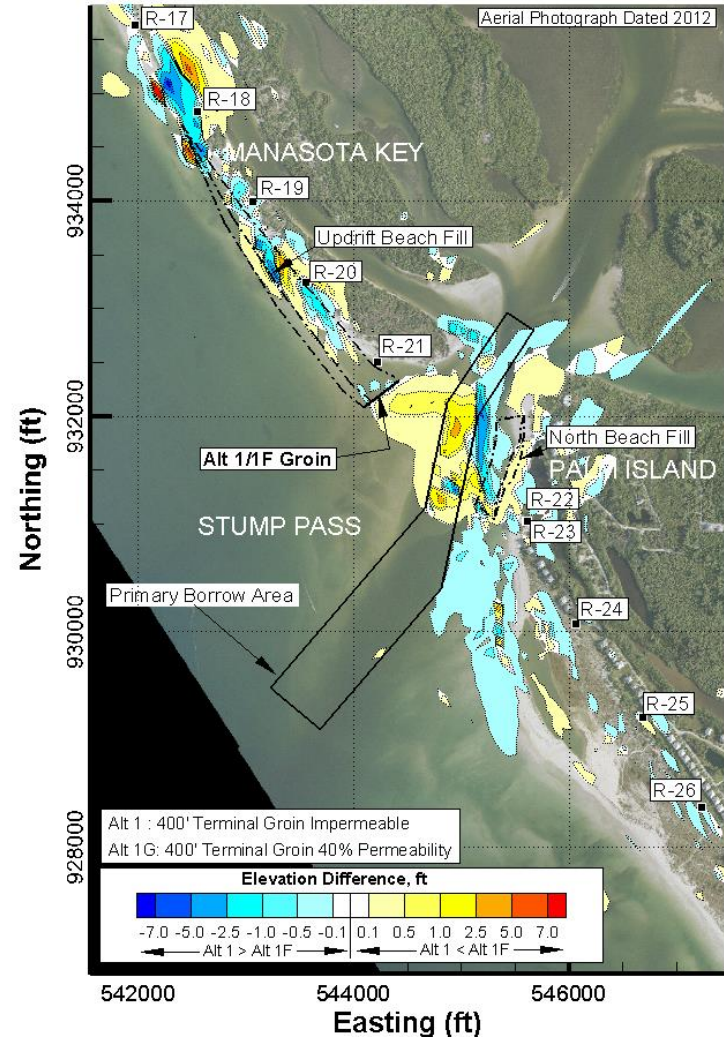 Aerial Photograph Dated 2012
R-17
R-18
MANASOTA KEY
R-19
934000
Updrift Beach Fill
R-20
R-21
932000
North Beach Fill
Alt 1/1F Groin
PALM ISLAND
R-22
STUMP PASS
R-23
Northing (ft)
Primary Borrow Area
R-24
930000
R-25
R-26
Alt 1 : 400' Terminal Groin Impermeable
928000
Alt 1G: 400' Terminal Groin 40% Permeability
Elevation Difference, ft
-7.0 -5.0 -2.5 -1.0 -0.5 -0.1 0.1 0.5 1.0 2.5 5.0 7.0
Alt 1 > Alt 1F Alt 1 < Alt 1F
542000 544000 546000
Easting (ft)